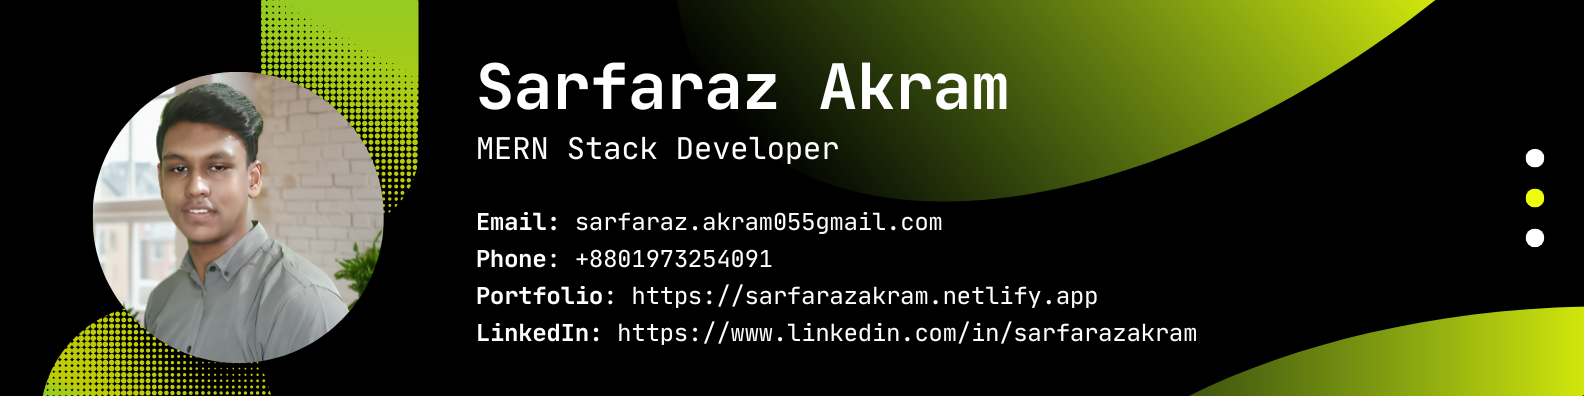 Sarfaraz Akram
MERN Stack Developer
Email: sarfaraz.akram055gmail.com
Phone: +8801973254091
Portfolio: https://sarfarazakram.netlify.app
LinkedIn: https://www.linkedin.com/in/sarfarazakram